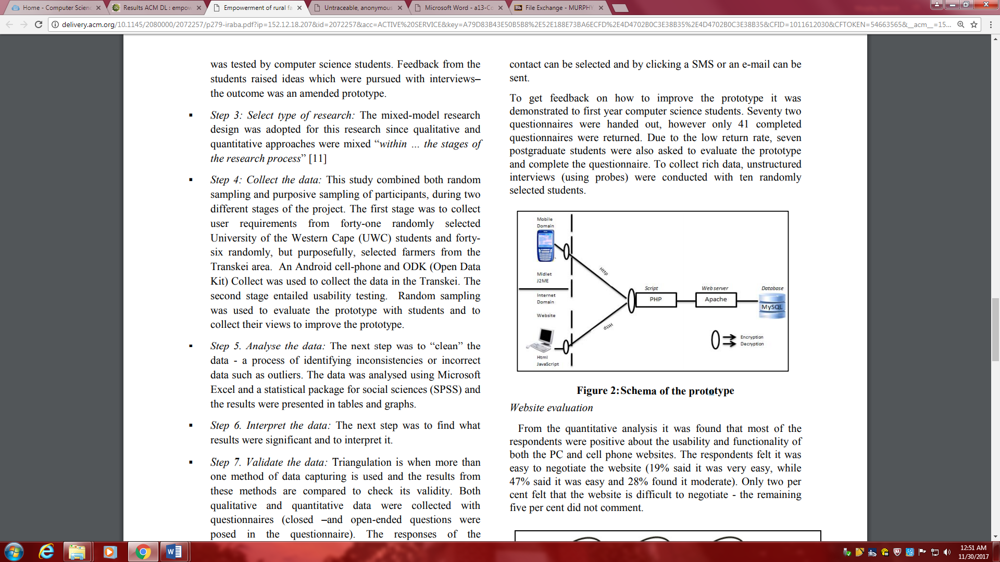 Home - Computer Scien
Results ACM DL : empow
Empowerment of rural fa
Untraceable, anonymous
Microsoft Word - a13-Co
Bb File Exchange - MURPHY
delivery.acm.org/10.1145/2080000/2072257/p279-iraba.pdf?ip=152.12.18.207&id=2072257&acc=ACTIVE%20SERVICE&key=A79D83B43E50B5B8%2E52E188E73BA6ECFD%2E4D4702B0C3E38B35%2E4D4702B0C3E38B35&CFID=1011612030&CFTOKEN=54663565&__acm__=15...
was tested by computer science students. Feedback from the
students raised ideas which were pursued with interviews–
the outcome was an amended prototype.
▪ Step 3: Select type of research: The mixed-model research
design was adopted for this research since qualitative and
quantitative approaches were mixed “within ... the stages of
the research process” [11]
▪ Step 4: Collect the data: This study combined both random
sampling and purposive sampling of participants, during two
different stages of the project. The first stage was to collect
user requirements from forty-one randomly selected
University of the Western Cape (UWC) students and forty-
six randomly, but purposefully, selected farmers from the
Transkei area. An Android cell-phone and ODK (Open Data
Kit) Collect was used to collect the data in the Transkei. The
second stage entailed usability testing. Random sampling
was used to evaluate the prototype with students and to
collect their views to improve the prototype.
▪ Step 5. Analyse the data: The next step was to “clean” the
data - a process of identifying inconsistencies or incorrect
data such as outliers. The data was analysed using Microsoft
Excel and a statistical package for social sciences (SPSS) and
the results were presented in tables and graphs.
▪ Step 6. Interpret the data: The next step was to find what
results were significant and to interpret it.
▪ Step 7. Validate the data: Triangulation is when more than
one method of data capturing is used and the results from
these methods are compared to check its validity. Both
qualitative and quantitative data were collected with
questionnaires (closed –and open-ended questions were
posed in the questionnaire). The responses of the
contact can be selected and by clicking a SMS or an e-mail can be
sent.
To get feedback on how to improve the prototype it was
demonstrated to first year computer science students. Seventy two
questionnaires were handed out, however only 41 completed
questionnaires were returned. Due to the low return rate, seven
postgraduate students were also asked to evaluate the prototype
and complete the questionnaire. To collect rich data, unstructured
interviews (using probes) were conducted with ten randomly
selected students.
Mobile
Domain
Midlet
J2ME
Internet
Domain
Website
Html
JavaScript
Http
Http
Script
PHP
Web server
Apache
Database
MySQL
Encryption
Decryption
Figure 2: Schema of the prototype
Website evaluation
From the quantitative analysis it was found that most of the
respondents were positive about the usability and functionality of
both the PC and cell phone websites. The respondents felt it was
easy to negotiate the website (19% said it was very easy, while
47% said it was easy and 28% found it moderate). Only two per
cent felt that the website is difficult to negotiate - the remaining
five per cent did not comment.
12:51 AM
11/30/2017